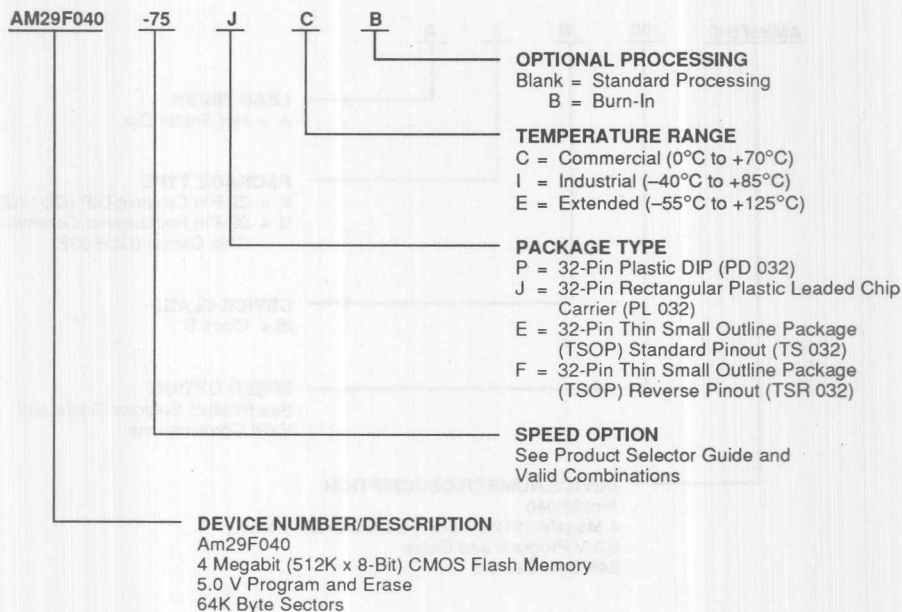 AM29F040 -75 J C B
OPTIONAL PROCESSING
Blank = Standard Processing
B = Burn-In
TEMPERATURE RANGE
C = Commercial (0°C to +70°C)
I = Industrial (–40°C to +85°C)
E = Extended (–55°C to +125°C)
PACKAGE TYPE
P = 32-Pin Plastic DIP (PD 032)
J = 32-Pin Rectangular Plastic Leaded Chip
Carrier (PL 032)
E = 32-Pin Thin Small Outline Package
(TSOP) Standard Pinout (TS 032)
F = 32-Pin Thin Small Outline Package
(TSOP) Reverse Pinout (TSR 032)
SPEED OPTION
See Product Selector Guide and
Valid Combinations
DEVICE NUMBER/DESCRIPTION
Am29F040
4 Megabit (512K x 8-Bit) CMOS Flash Memory
5.0 V Program and Erase
64K Byte Sectors